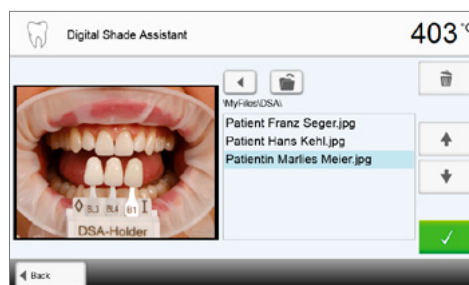 Digital Shade Assistant
403 °C
\MyFiles\DSA\
Patient Franz Seger.jpg
Patient Hans Kehl.jpg
Patientin Marlies Meier.jpg
BL3 BL4 B1 I
DSA-Holder
Back